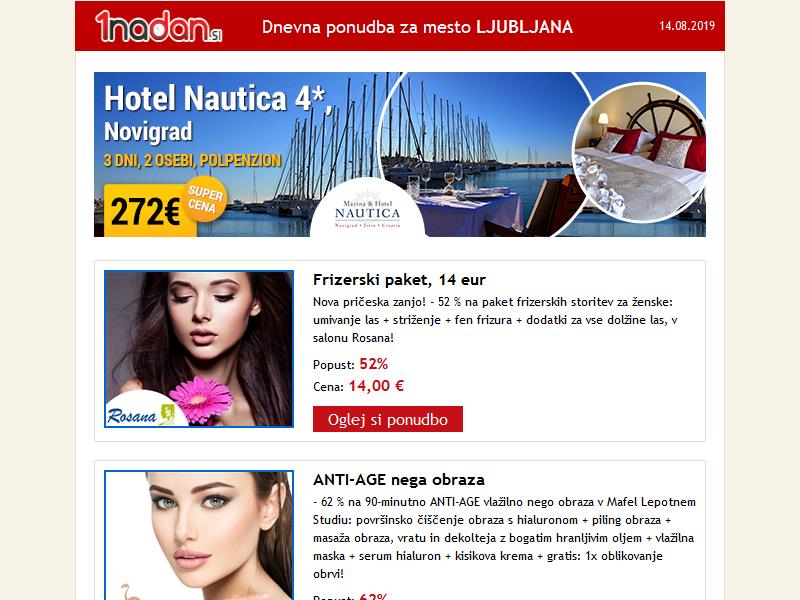 1nadan.si
Dnevna ponudba za mesto LJUBLJANA
14.08.2019
Hotel Nautica 4*,
Novigrad
3 DNI, 2 OSEBI, POLPENZION
272€
SUPER
CENA
Marina & Hotel
NAUTICA
Novigrad • Istra • Croatia
Frizerski paket, 14 eur
Nova pričeska zanjo! - 52 % na paket frizerskih storitev za ženske:
umivanje las + striženje + fen frizura + dodatki za vse dolžine las, v
salonu Rosana!
Popust: 52%
Cena: 14,00 €
Oglej si ponudbo
Rosana
ANTI-AGE nega obraza
- 62 % na 90-minutno ANTI-AGE vlažilno nego obraza v Mafel Lepotnem
Studiu: površinsko čiščenje obraza s hialuronom + piling obraza +
masaža obraza, vratu in dekolteja z bogatim hranljivim oljem + vlažilna
maska + serum hialuron + kisikova krema + gratis: 1x oblikovanje
obrvi!
Popust: 62%